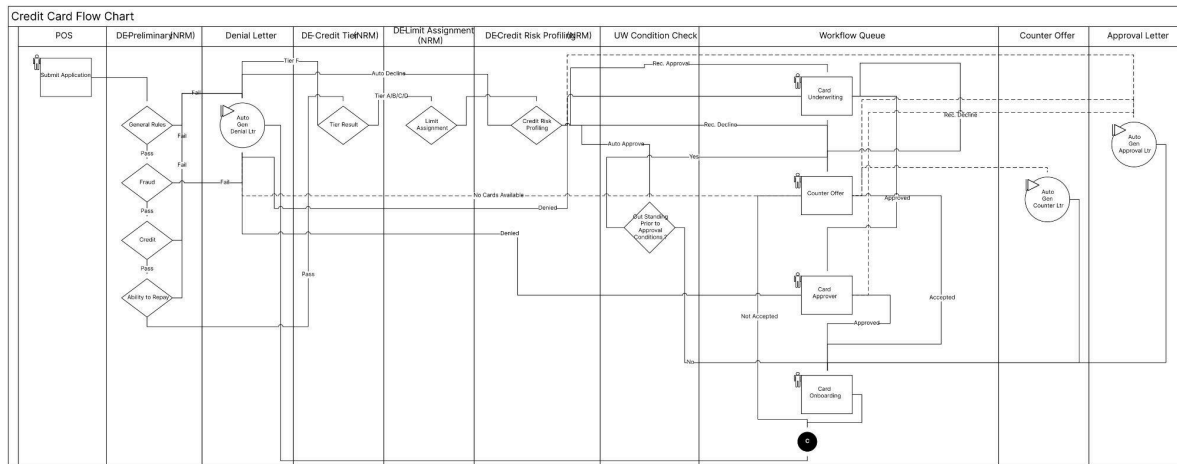 Credit Card Flow Chart
POS
DE-Preliminary(NRM)
Denial Letter
DE-Credit Tier(NRM)
DE-Limit Assignment
(NRM)
DE-Credit Risk Profiling(NRM)
UW Condition Check
Workflow Queue
Counter Offer
Approval Letter
Submit Application
General Rules
Pass
Fraud
Pass
Credit
Pass
Ability to Repay
Fail
Fail
Fail
Fail
Auto
Gen
Denial Ltr
Tier F
Auto Decline
Tier Result
Tier A/B/C/D
Limit
Assignment
Credit Risk
Profiling
Rec. Approval
Rec. Decline
Auto Approval
Yes
No Cards Available
Denied
Denied
Pass
Out Standing
Prior to
Approval
Conditions ?
No
Card
Underwriting
Rec. Decline
Counter Offer
Approved
Card
Approver
Approved
Accepted
Not Accepted
Card
Onboarding
C
Auto
Gen
Counter Ltr
Auto
Gen
Approval Ltr